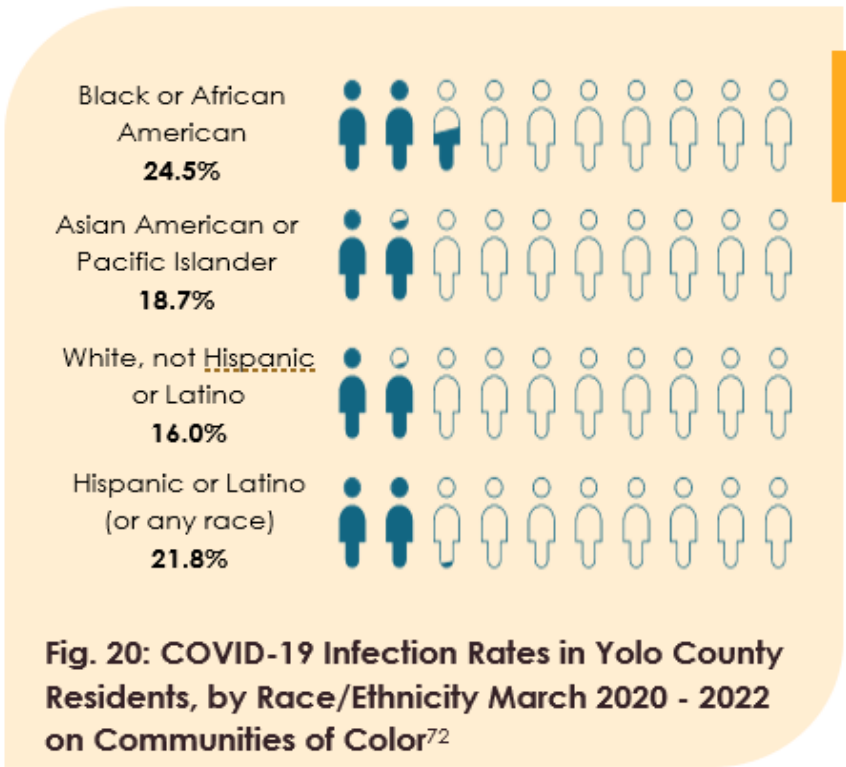 Black or African
American
24.5%
Asian American or
Pacific Islander
18.7%
White, not Hispanic
or Latino
16.0%
Hispanic or Latino
(or any race)
21.8%
Fig. 20: COVID-19 Infection Rates in Yolo County
Residents, by Race/Ethnicity March 2020 - 2022
on Communities of Color72